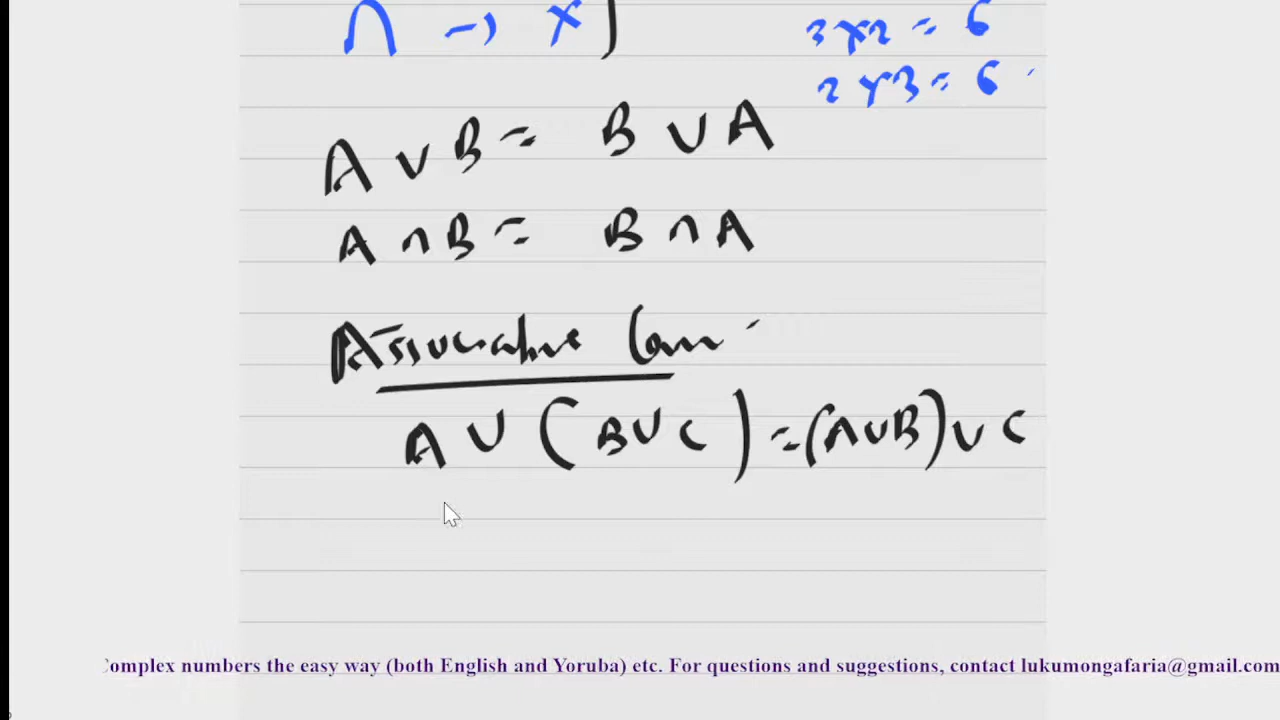 ∩ → x ]
3 x 2 = 6
2 x 3 = 6
A ∪ B = B ∪ A
A ∩ B = B ∩ A
Associative law
A ∪ ( B ∪ C ) = (A ∪ B) ∪ C
omplex numbers the easy way (both English and Yoruba) etc. For questions and suggestions, contact lukumongafaria@gmail.com